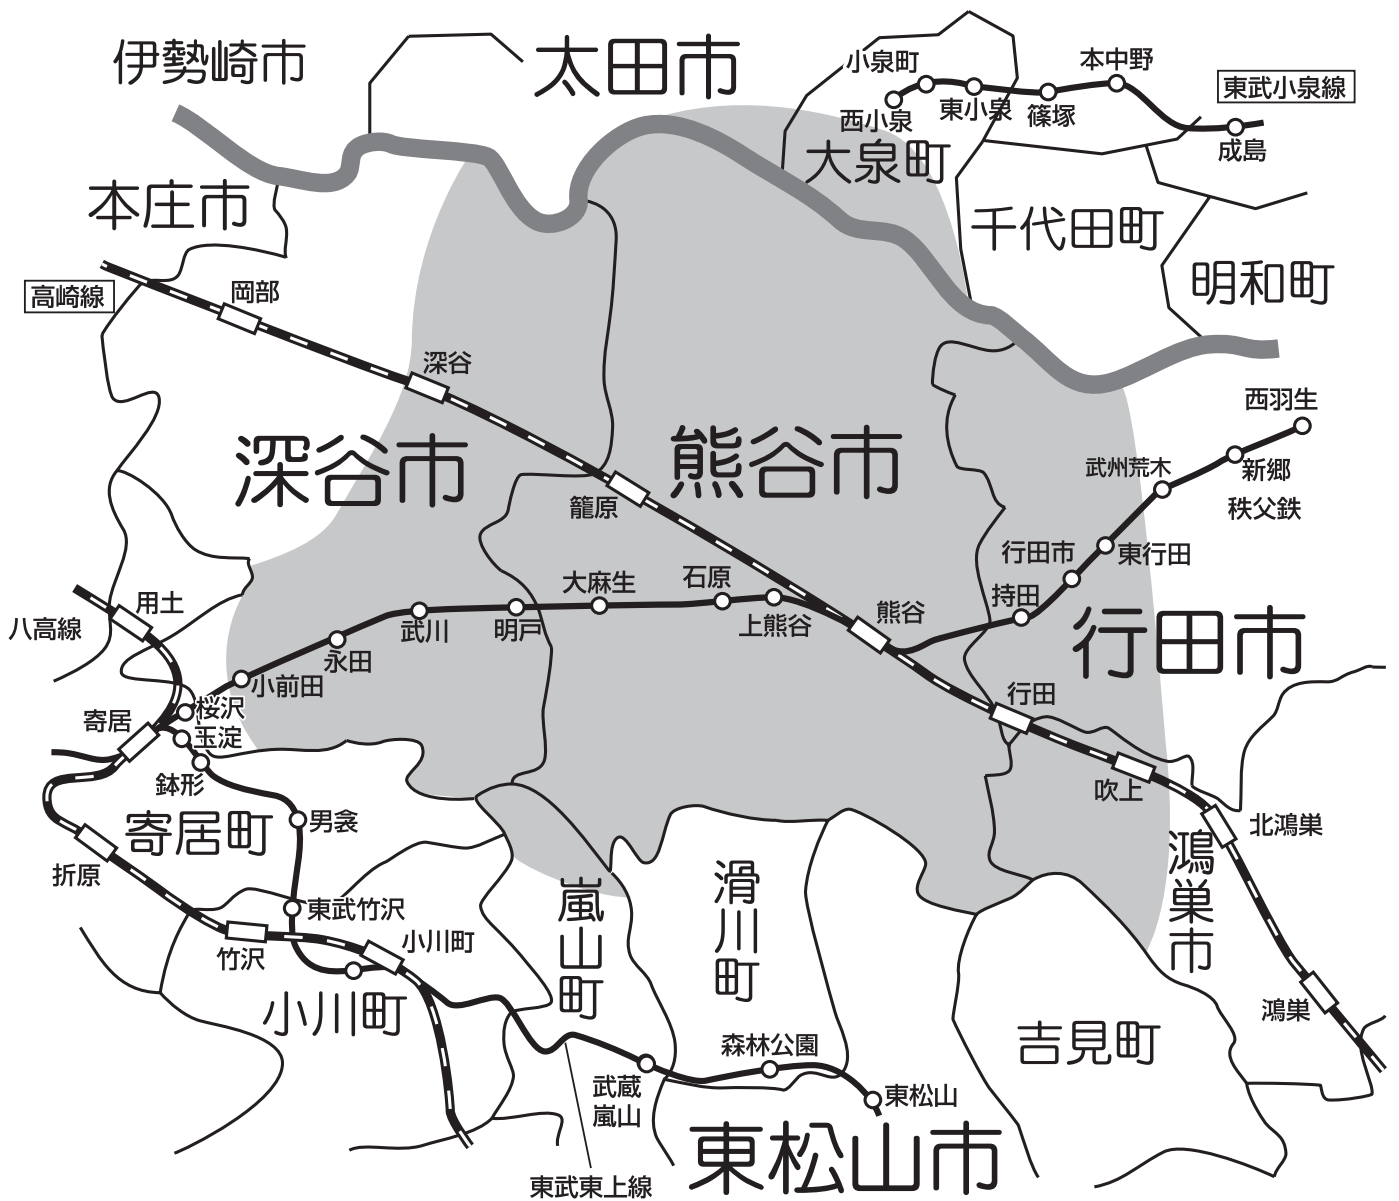 伊勢崎市
太田市
小泉町
本中野
東武小泉線
西小泉
東小泉
篠塚
成島
大泉町
本庄市
千代田町
明和町
高崎線
岡部
深谷
西羽生
深谷市
熊谷市
武州荒木
新郷
秩父鉄
籠原
行田市
東行田
大麻生
石原
持田
用土
八高線
武川
明戸
上熊谷
熊谷
行田市
永田
小前田
行田
桜沢
寄居
玉淀
鉢形
吹上
寄居町
男衾
北鴻巣
鴻巣市
折原
嵐山町
滑川町
東武竹沢
竹沢
小川町
小川町
鴻巣
吉見町
森林公園
武蔵
嵐山
東松山
東松山市
東武東上線